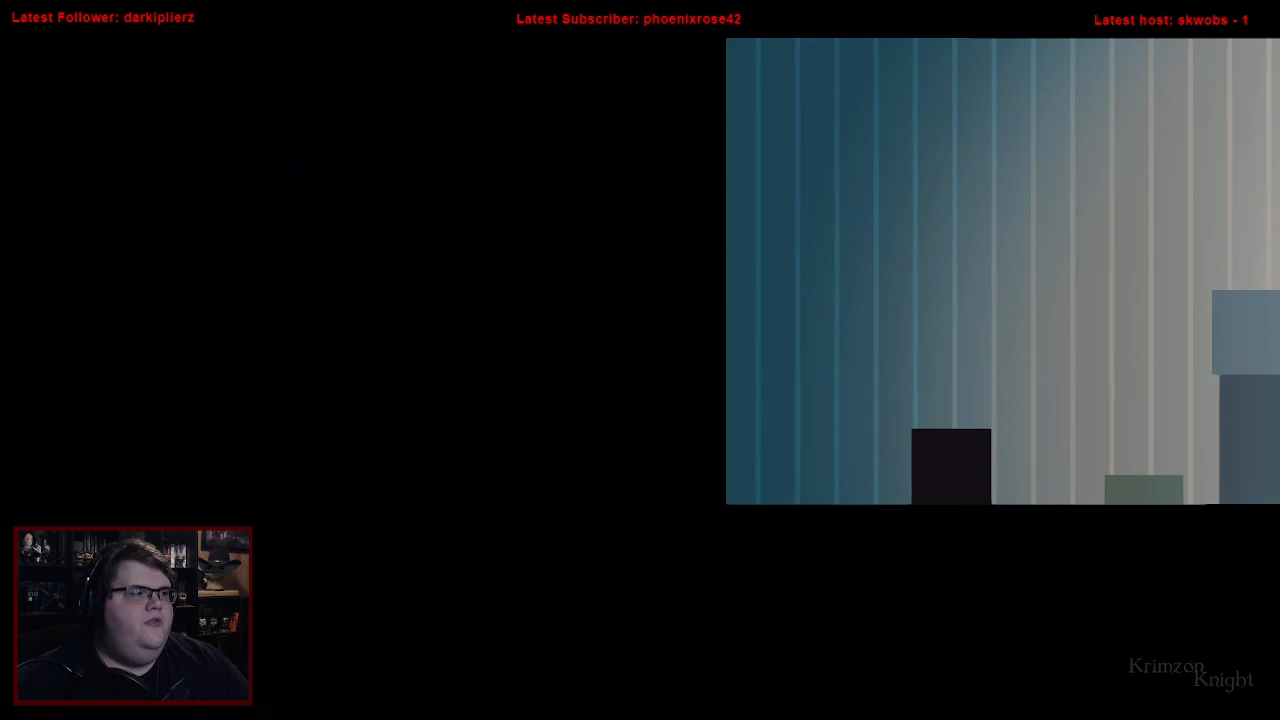 Latest Follower: darkiplierz
Latest Subscriber: phoenixrose42
Latest host: skwobs - 1
Krimzon
Knight